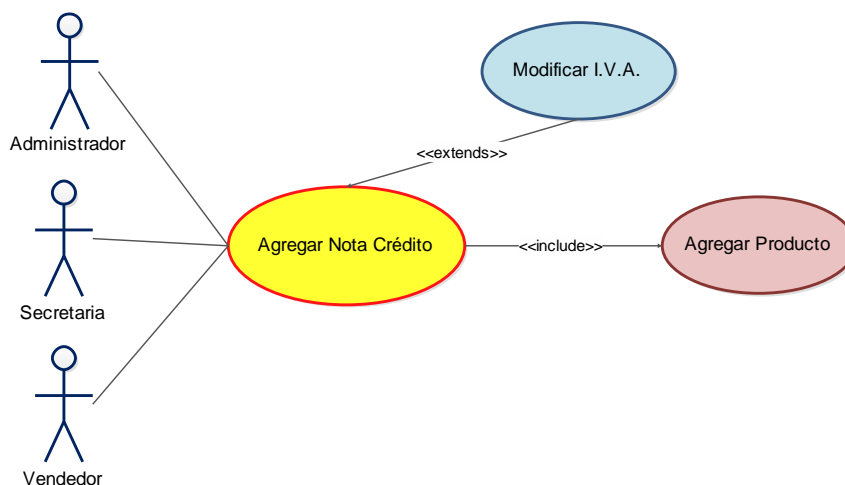 Modificar I.V.A.
Administrador
<<extends>>
Agregar Nota Crédito
<<include>>
Agregar Producto
Secretaria
Vendedor